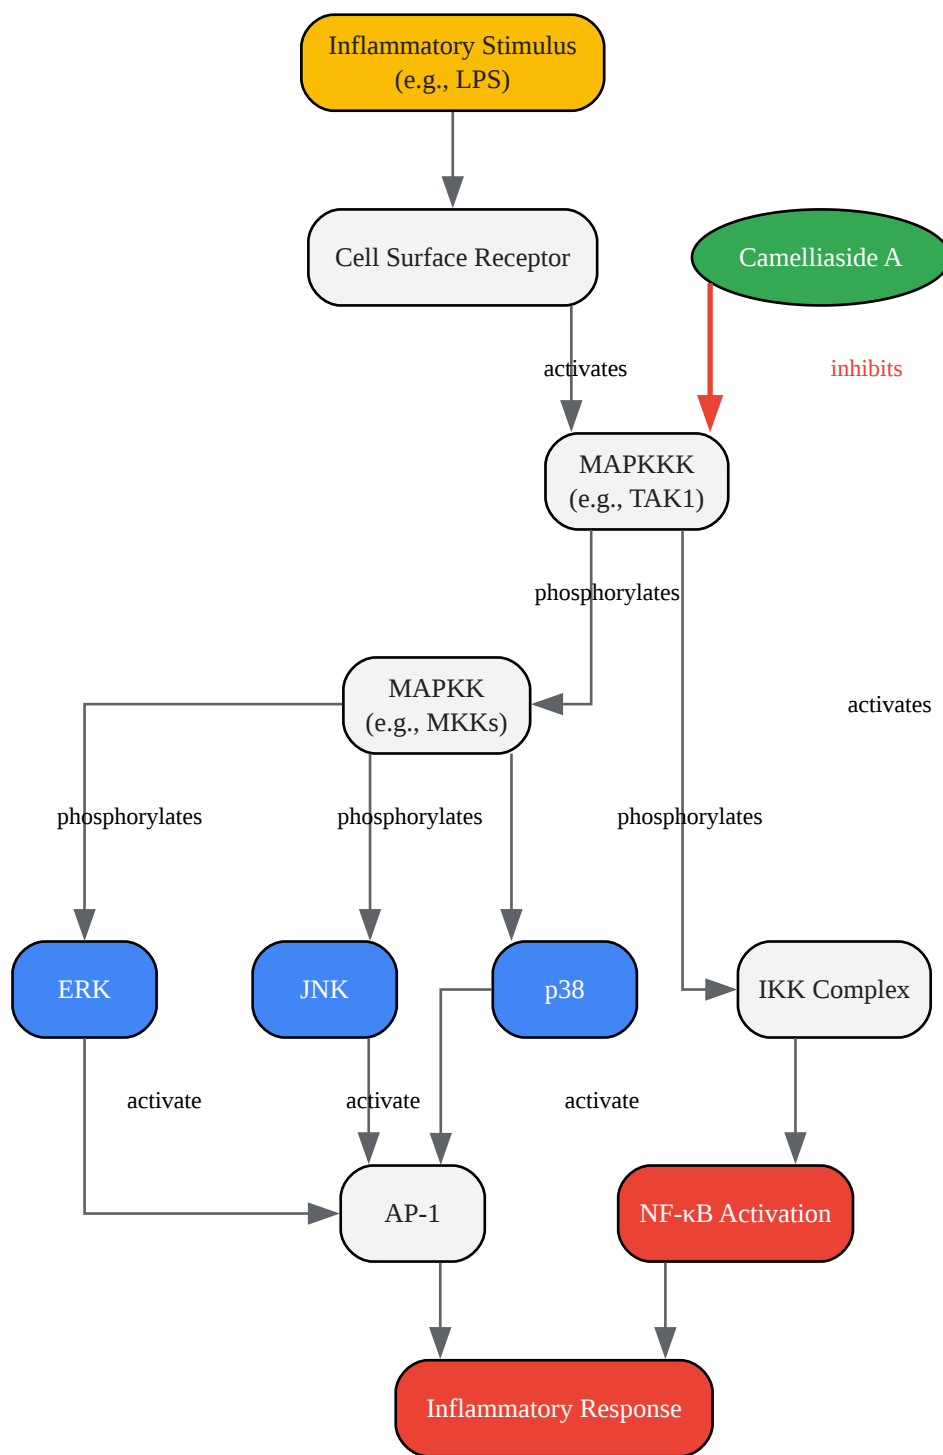 Inflammatory Stimulus
(e.g., LPS)
Cell Surface Receptor
Camelliaside A
activates
inhibits
MAPKKK
(e.g., TAK1)
phosphorylates
MAPKK
(e.g., MKKs)
activates
phosphorylates
phosphorylates
phosphorylates
ERK
JNK
p38
IKK Complex
activate
activate
activate
AP-1
NF-κB Activation
Inflammatory Response